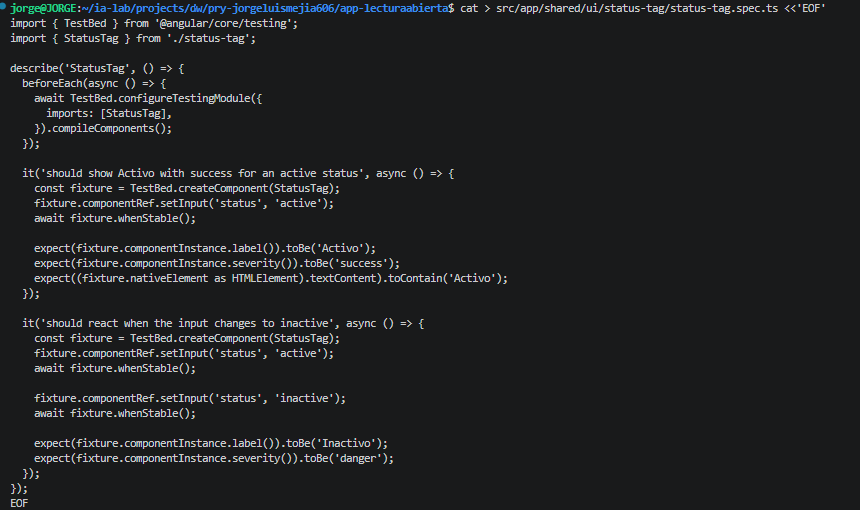 jorge@JORGE:~/ia-lab/projects/dw/pry-jorgeluismejia606/app-lecturaabierta$ cat > src/app/shared/ui/status-tag/status-tag.spec.ts <<'EOF'
import { TestBed } from '@angular/core/testing';
import { StatusTag } from './status-tag';

describe('StatusTag', () => {
  beforeEach(async () => {
    await TestBed.configureTestingModule({
      imports: [StatusTag],
    }).compileComponents();
  });

  it('should show Activo with success for an active status', async () => {
    const fixture = TestBed.createComponent(StatusTag);
    fixture.componentRef.setInput('status', 'active');
    await fixture.whenStable();

    expect(fixture.componentInstance.label()).toBe('Activo');
    expect(fixture.componentInstance.severity()).toBe('success');
    expect((fixture.nativeElement as HTMLElement).textContent).toContain('Activo');
  });

  it('should react when the input changes to inactive', async () => {
    const fixture = TestBed.createComponent(StatusTag);
    fixture.componentRef.setInput('status', 'active');
    await fixture.whenStable();

    fixture.componentRef.setInput('status', 'inactive');
    await fixture.whenStable();

    expect(fixture.componentInstance.label()).toBe('Inactivo');
    expect(fixture.componentInstance.severity()).toBe('danger');
  });
});
EOF